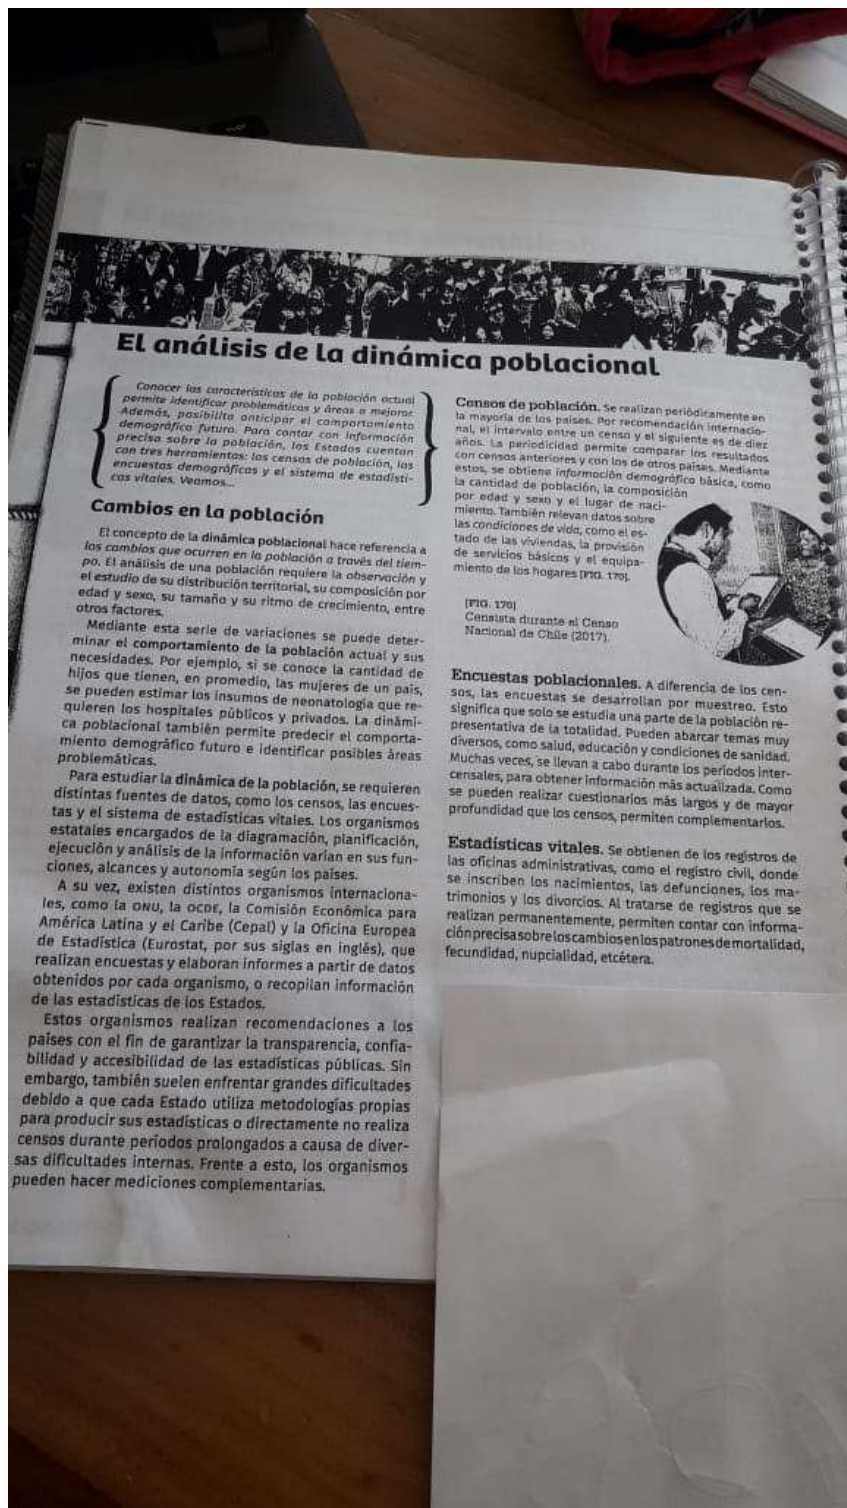 El análisis de la dinámica poblacional
Conocer las características de la población actual
permite identificar problemáticas y áreas a mejorar.
Además, posibilita anticipar el comportamiento
demográfico futuro. Para contar con información
precisa sobre la población, los Estados cuentan
con tres herramientas: los censos de población, las
encuestas demográficas y el sistema de estadísti-
cas vitales. Veamos...
Cambios en la población
El concepto de la dinámica poblacional hace referencia a
los cambios que ocurren en la población a través del tiem-
po. El análisis de una población requiere la observación y
el estudio de su distribución territorial, su composición por
edad y sexo, su tamaño y su ritmo de crecimiento, entre
otros factores.
Mediante esta serie de variaciones se puede deter-
minar el comportamiento de la población actual y sus
necesidades. Por ejemplo, si se conoce la cantidad de
hijos que tienen, en promedio, las mujeres de un país,
se pueden estimar los insumos de neonatología que re-
quieren los hospitales públicos y privados. La dinámi-
ca poblacional también permite predecir el comporta-
miento demográfico futuro e identificar posibles áreas
problemáticas.
Para estudiar la dinámica de la población, se requieren
distintas fuentes de datos, como los censos, las encues-
tas y el sistema de estadísticas vitales. Los organismos
estatales encargados de la diagramación, planificación,
ejecución y análisis de la información varían en sus fun-
ciones, alcances y autonomía según los países.
A su vez, existen distintos organismos internaciona-
les, como la ONU, la OCDE, la Comisión Económica para
América Latina y el Caribe (Cepal) y la Oficina Europea
de Estadística (Eurostat, por sus siglas en inglés), que
realizan encuestas y elaboran informes a partir de datos
obtenidos por cada organismo, o recopilan información
de las estadísticas de los Estados.
Estos organismos realizan recomendaciones a los
países con el fin de garantizar la transparencia, confia-
bilidad y accesibilidad de las estadísticas públicas. Sin
embargo, también suelen enfrentar grandes dificultades
debido a que cada Estado utiliza metodologías propias
para producir sus estadísticas o directamente no realiza
censos durante períodos prolongados a causa de diver-
sas dificultades internas. Frente a esto, los organismos
pueden hacer mediciones complementarias.
Censos de población. Se realizan periódicamente en
la mayoría de los países. Por recomendación internacio-
nal, el intervalo entre un censo y el siguiente es de diez
años. La periodicidad permite comparar los resultados
con censos anteriores y con los de otros países. Mediante
estos, se obtiene información demográfica básica, como
la cantidad de población, la composición
por edad y sexo y el lugar de naci-
miento. También relevan datos sobre
las condiciones de vida, como el es-
tado de las viviendas, la provisión
de servicios básicos y el equipa-
miento de los hogares [FIG. 170].
[FIG. 170]
Censista durante el Censo
Nacional de Chile (2017).
Encuestas poblacionales. A diferencia de los cen-
sos, las encuestas se desarrollan por muestreo. Esto
significa que solo se estudia una parte de la población re-
presentativa de la totalidad. Pueden abarcar temas muy
diversos, como salud, educación y condiciones de sanidad.
Muchas veces, se llevan a cabo durante los períodos inter-
censales, para obtener información más actualizada. Como
se pueden realizar cuestionarios más largos y de mayor
profundidad que los censos, permiten complementarlos.
Estadísticas vitales. Se obtienen de los registros de
las oficinas administrativas, como el registro civil, donde
se inscriben los nacimientos, las defunciones, los ma-
trimonios y los divorcios. Al tratarse de registros que se
realizan permanentemente, permiten contar con informa-
ción precisa sobre los cambios en los patrones de mortalidad,
fecundidad, nupcialidad, etcétera.